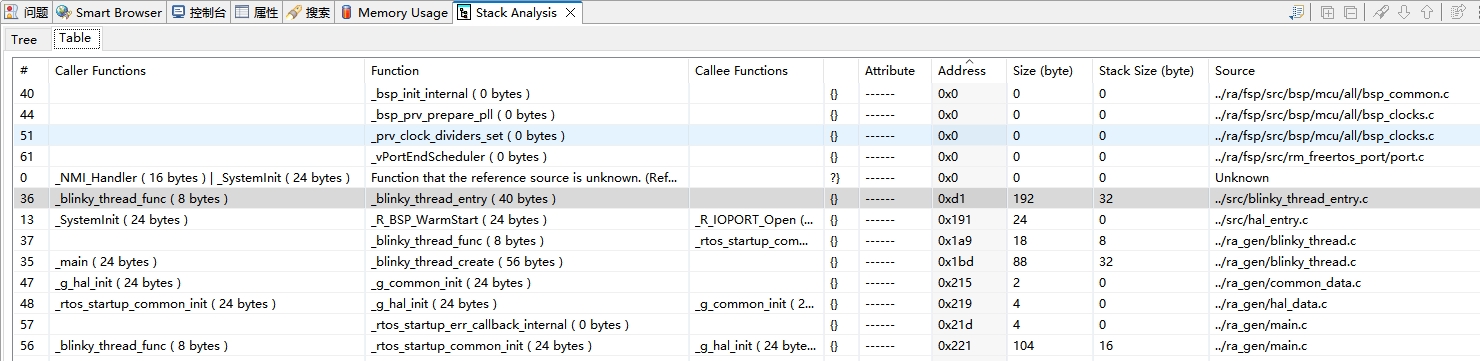 问题 Smart Browser 控制台 属性 搜索 Memory Usage Stack Analysis
Tree Table
# Caller Functions Function Callee Functions Attribute Address Size (byte) Stack Size (byte) Source
40 _bsp_init_internal ( 0 bytes ) {} ------ 0x0 0 0 ../ra/fsp/src/bsp/mcu/all/bsp_common.c
44 _bsp_prv_prepare_pll ( 0 bytes ) {} ------ 0x0 0 0 ../ra/fsp/src/bsp/mcu/all/bsp_clocks.c
51 _prv_clock_dividers_set ( 0 bytes ) {} ------ 0x0 0 0 ../ra/fsp/src/bsp/mcu/all/bsp_clocks.c
61 _vPortEndScheduler ( 0 bytes ) {} ------ 0x0 0 0 ../ra/fsp/src/rm_freertos_port/port.c
0 _NMI_Handler ( 16 bytes ) | _SystemInit ( 24 bytes ) Function that the reference source is unknown. (Ref... ?} ------ 0x0 0 0 Unknown
36 _blinky_thread_func ( 8 bytes ) _blinky_thread_entry ( 40 bytes ) {} ------ 0xd1 192 32 ../src/blinky_thread_entry.c
13 _SystemInit ( 24 bytes ) _R_BSP_WarmStart ( 24 bytes ) _R_IOPORT_Open (... {} ------ 0x191 24 0 ../src/hal_entry.c
37 _blinky_thread_func ( 8 bytes ) _rtos_startup_com... {} ------ 0x1a9 18 8 ../ra_gen/blinky_thread.c
35 _main ( 24 bytes ) _blinky_thread_create ( 56 bytes ) {} ------ 0x1bd 88 32 ../ra_gen/blinky_thread.c
47 _g_hal_init ( 24 bytes ) _g_common_init ( 24 bytes ) {} ------ 0x215 2 0 ../ra_gen/common_data.c
48 _rtos_startup_common_init ( 24 bytes ) _g_hal_init ( 24 bytes ) _g_common_init ( 2... {} ------ 0x219 4 0 ../ra_gen/hal_data.c
57 _rtos_startup_err_callback_internal ( 0 bytes ) {} ------ 0x21d 4 0 ../ra_gen/main.c
56 _blinky_thread_func ( 8 bytes ) _rtos_startup_common_init ( 24 bytes ) _g_hal_init ( 24 byte... {} ------ 0x221 104 16 ../ra_gen/main.c